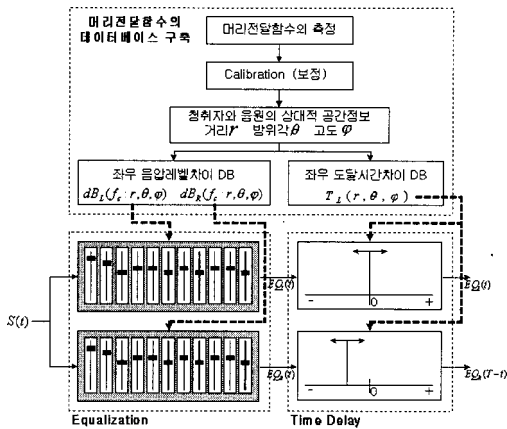 머리전달함수의
데이터베이스 구축
머리전달함수의 측정
Calibration (보정)
청취자와 음원의 상대적 공간정보
거리r 방위각θ 고도φ
좌우 음압레벨차이 DB
dB_L(f_c : r,θ,φ) dB_R(f_c : r,θ,φ)
좌우 도달시간차이 DB
T_L (r, θ, φ)
S(t)
- 0 +
- 0 +
Equalization
Time Delay